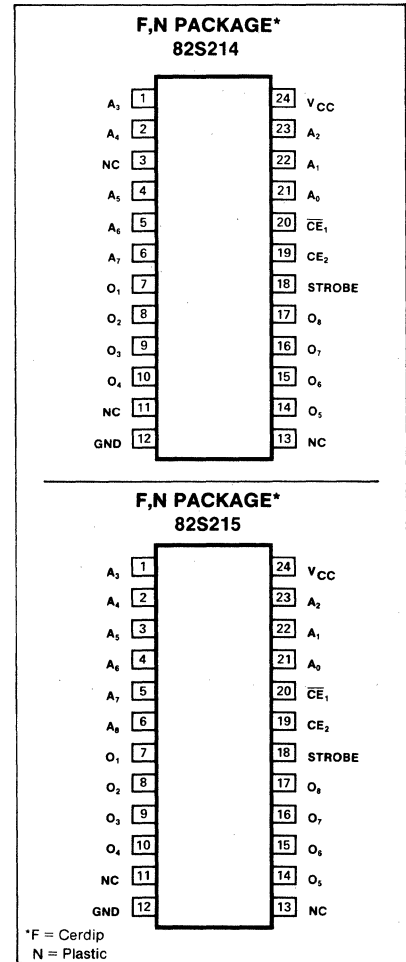 F,N PACKAGE*
82S214
A₃ 1 24 V_CC
A₄ 2 23 A₂
NC 3 22 A₁
A₅ 4 21 A₀
A₆ 5 20 C̅E̅₁
A₇ 6 19 CE₂
O₁ 7 18 STROBE
O₂ 8 17 O₈
O₃ 9 16 O₇
O₄ 10 15 O₆
NC 11 14 O₅
GND 12 13 NC
F,N PACKAGE*
82S215
A₃ 1 24 V_CC
A₄ 2 23 A₂
A₅ 3 22 A₁
A₆ 4 21 A₀
A₇ 5 20 C̅E̅₁
A₈ 6 19 CE₂
O₁ 7 18 STROBE
O₂ 8 17 O₈
O₃ 9 16 O₇
O₄ 10 15 O₆
NC 11 14 O₅
GND 12 13 NC
*F = Cerdip
N = Plastic